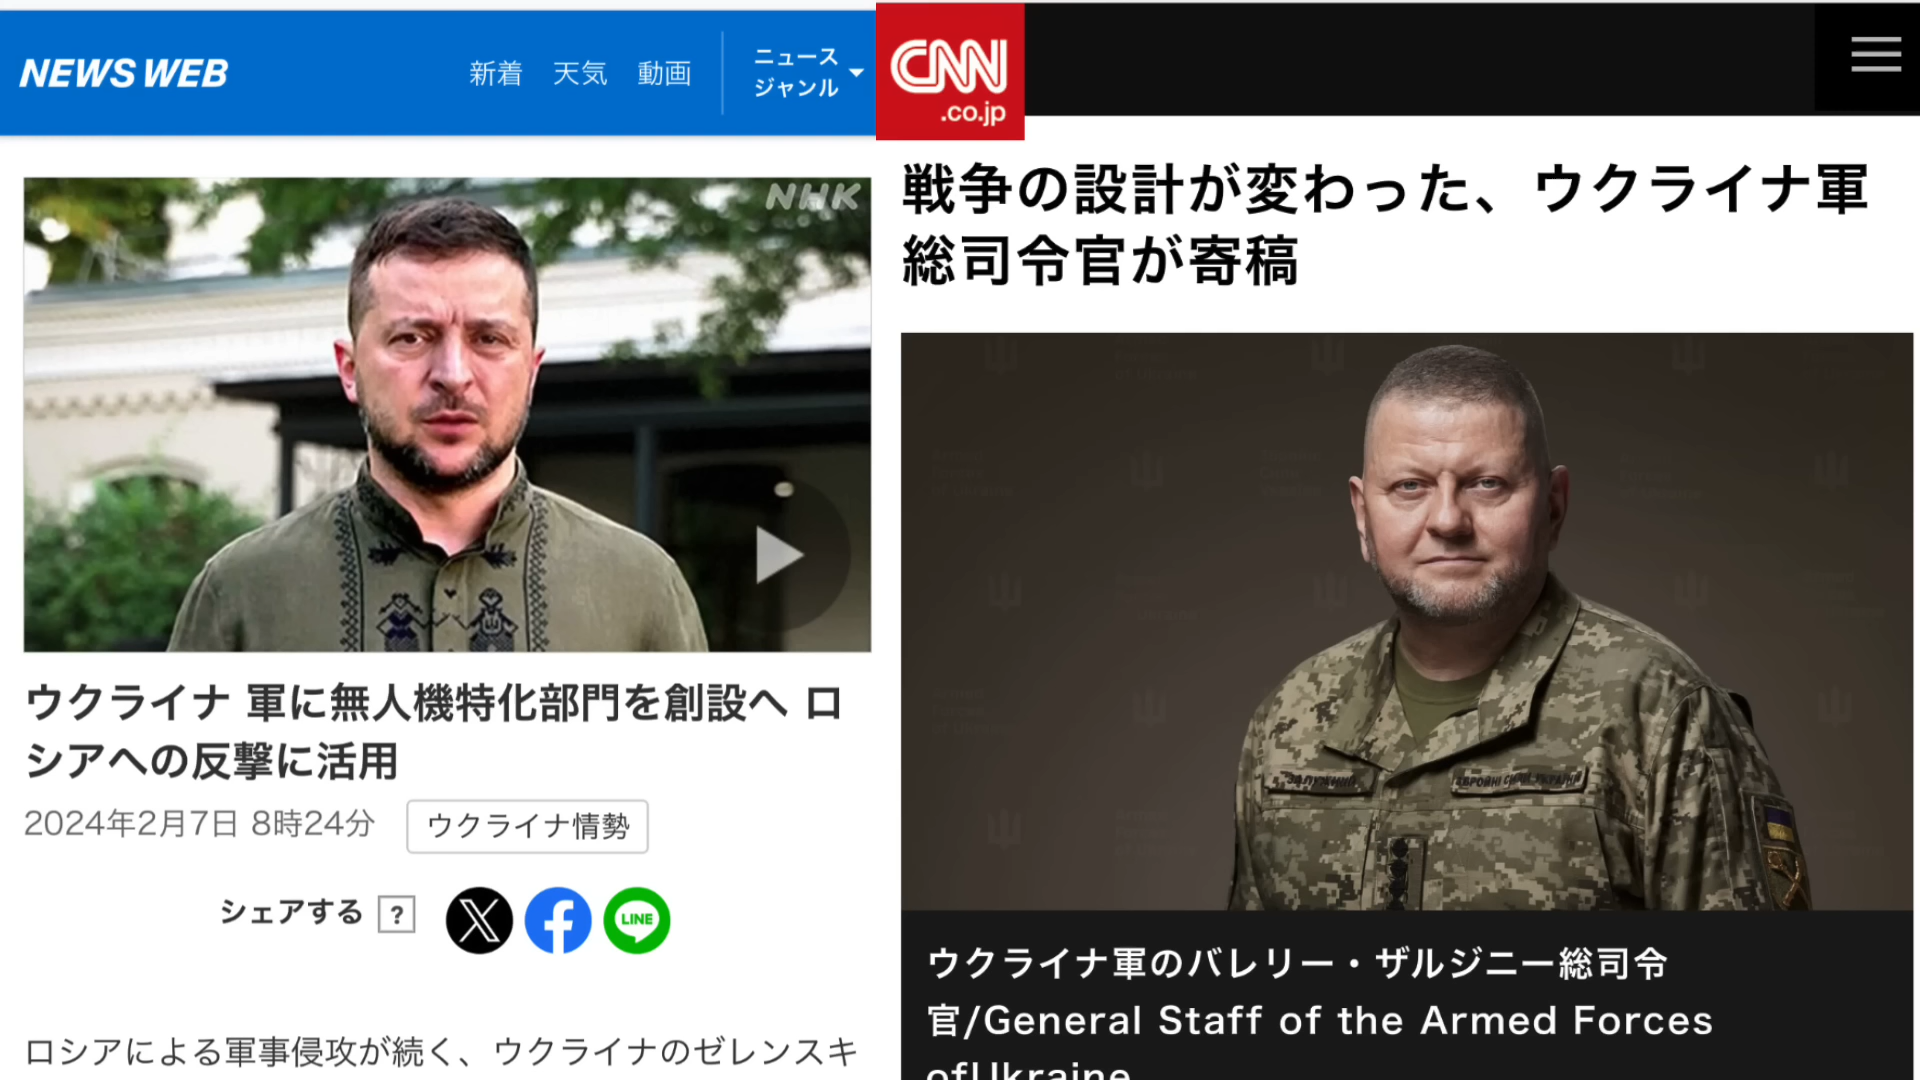 NEWS WEB
新着 天気 動画
ニュース
ジャンル
NHK
ウクライナ 軍に無人機特化部門を創設へ ロ
シアへの反撃に活用
2024年2月7日 8時24分
ウクライナ情勢
シェアする ?
X f LINE
ロシアによる軍事侵攻が続く、ウクライナのゼレンスキ
CNN
.co.jp
戦争の設計が変わった、ウクライナ軍
総司令官が寄稿
ЗАЛУЖНИЙ
ЗБРОЙНІ СИЛИ УКРАЇНИ
ウクライナ軍のバレリー・ザルジニー総司令
官/General Staff of the Armed Forces
ofUkraine